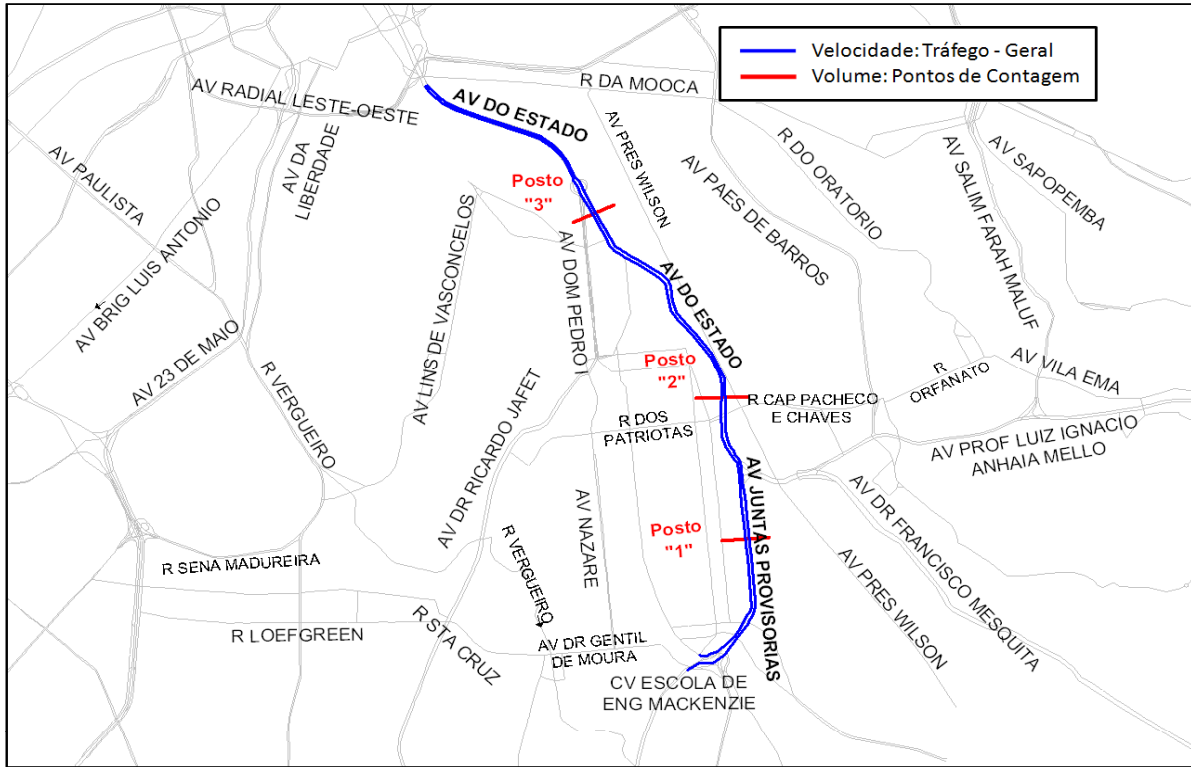 Velocidade: Tráfego - Geral
Volume: Pontos de Contagem
R DA MOOCA
AV RADIAL LESTE-OESTE
AV DO ESTADO
AV DA
LIBERDADE
AV PRES WILSON
R DO ORATORIO
AV SALIM FARAH MALUF
AV SAPOPEMBA
AV PAULISTA
AV BRIG LUIS ANTONIO
Posto
"3"
AV PAES DE BARROS
AV LINS DE VASCONCELOS
AV DOM PEDRO I
AV DO ESTADO
AV 23 DE MAIO
R VERGUEIRO
Posto
"2"
R
ORFANATO
AV VILA EMA
R CAP PACHECO
E CHAVES
R DOS
PATRIOTAS
AV DR RICARDO JAFET
AV PROF LUIZ IGNACIO
ANHAIA MELLO
AV JUNTAS PROVISORIAS
AV DR FRANCISCO MESQUITA
AV NAZARE
Posto
"1"
R VERGUEIRO
R SENA MADUREIRA
AV PRES WILSON
R LOEFGREEN
R STA CRUZ
AV DR GENTIL
DE MOURA
CV ESCOLA DE
ENG MACKENZIE